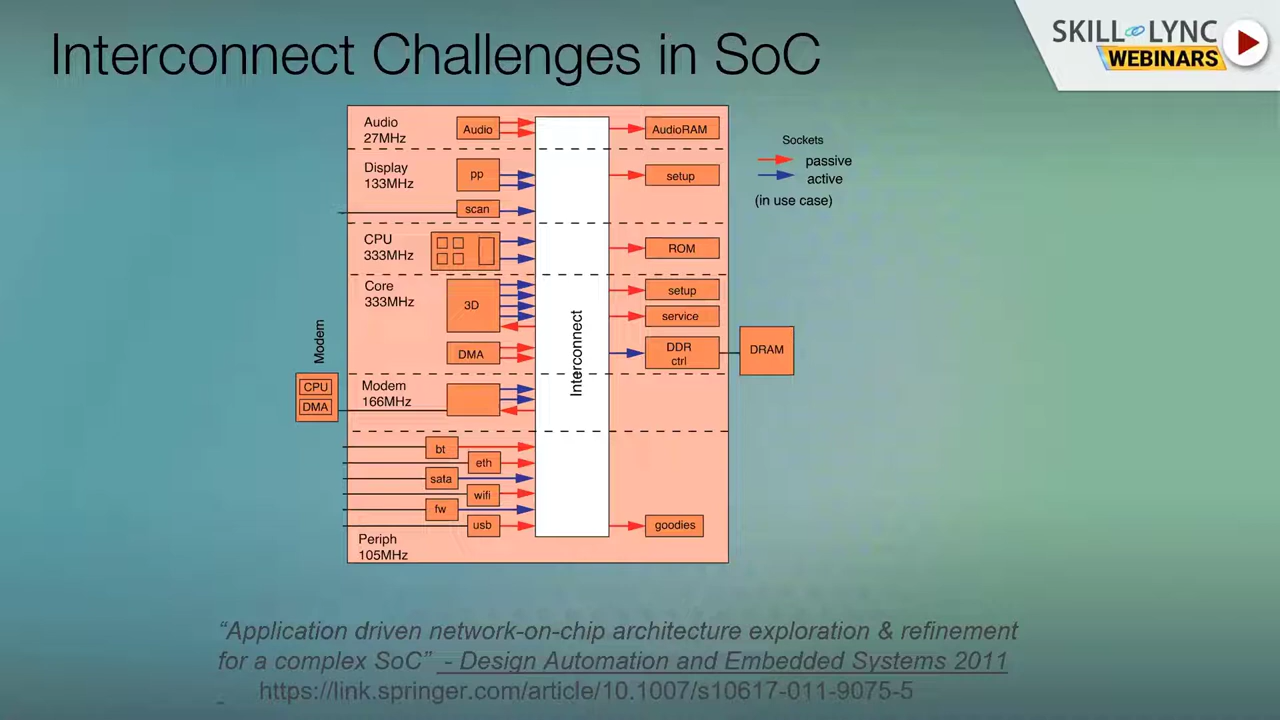 Interconnect Challenges in SoC
SKILL LYNC
WEBINARS
Audio
27MHz
Audio
AudioRAM
Sockets
passive
active
(in use case)
Display
133MHz
pp
setup
scan
CPU
333MHz
ROM
Core
333MHz
3D
setup
service
DMA
DDR
ctrl
DRAM
Interconnect
Modem
CPU
DMA
Modem
166MHz
bt
eth
sata
wifi
fw
usb
goodies
Periph
105MHz
“Application driven network-on-chip architecture exploration & refinement
for a complex SoC” - Design Automation and Embedded Systems 2011
https://link.springer.com/article/10.1007/s10617-011-9075-5